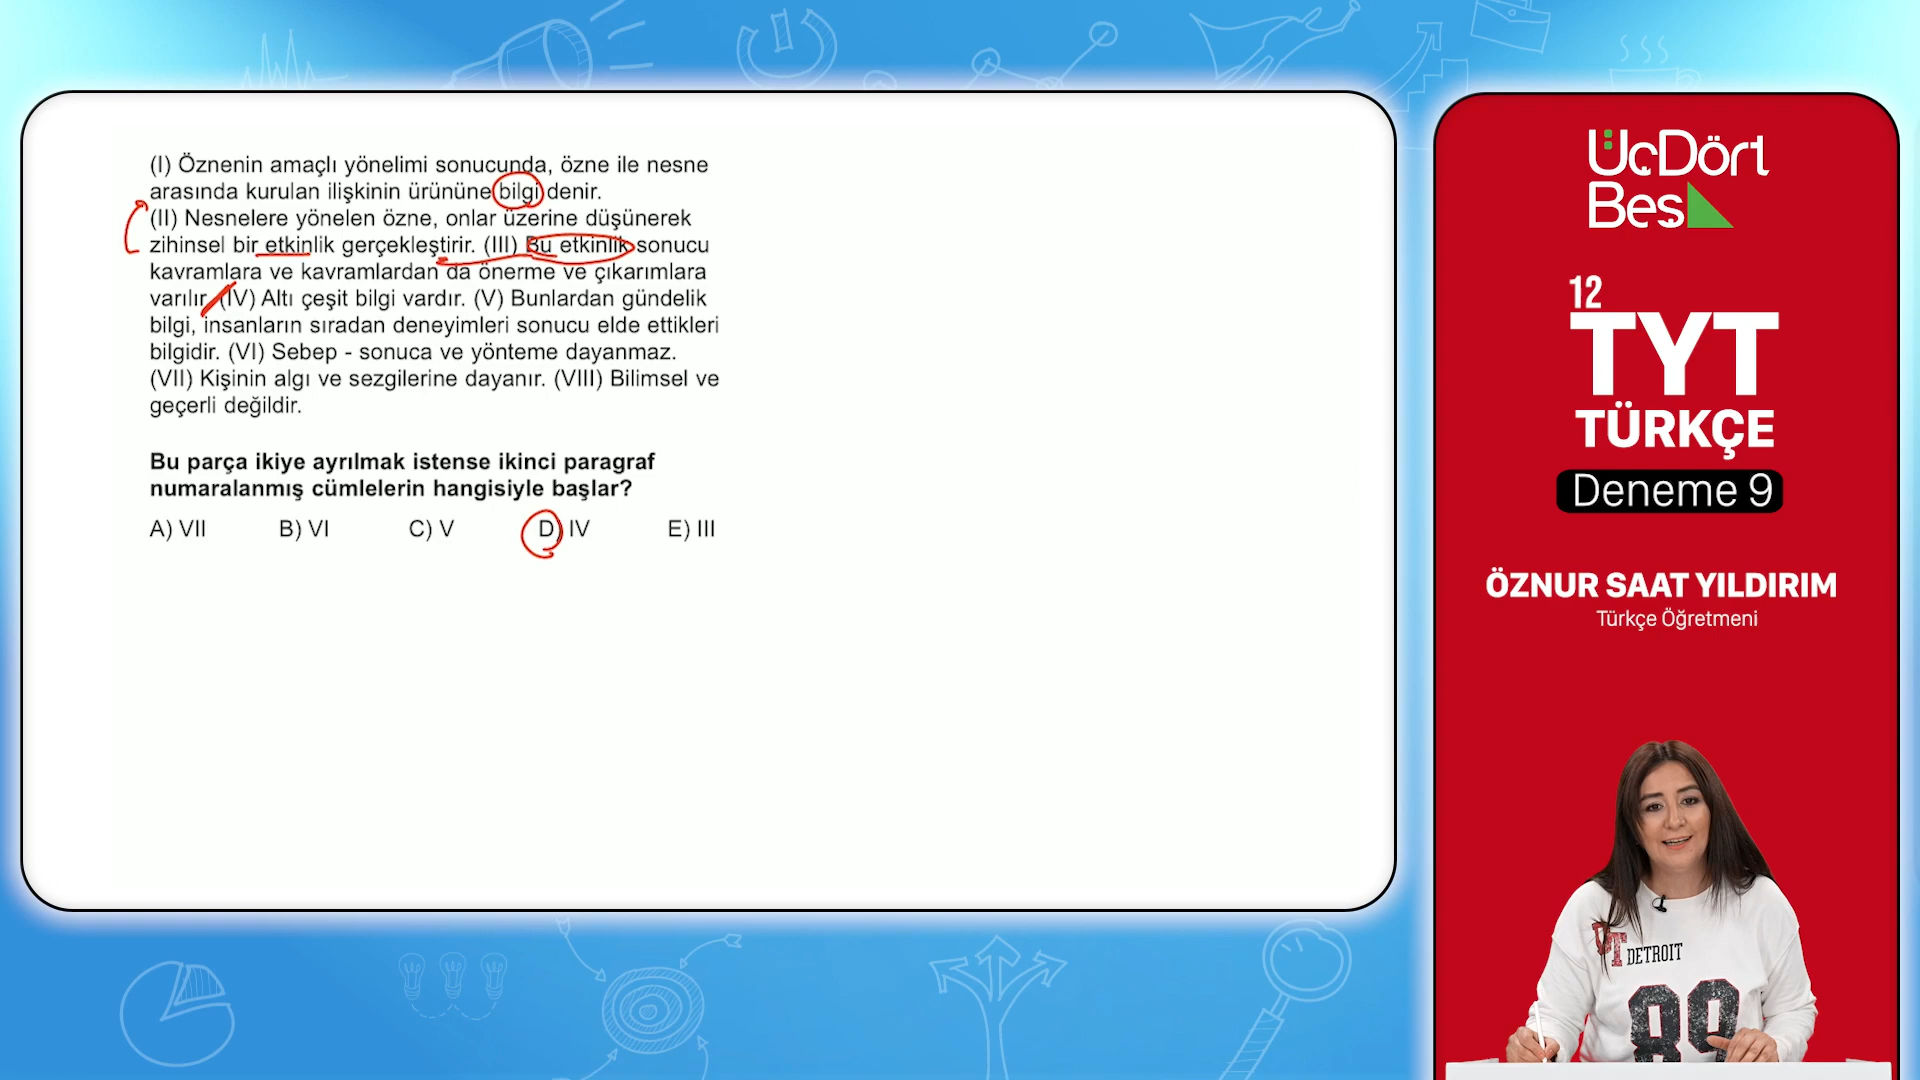 (I) Öznenin amaçlı yönelimi sonucunda, özne ile nesne
arasında kurulan ilişkinin ürününe bilgi denir.
(II) Nesnelere yönelen özne, onlar üzerine düşünerek
zihinsel bir etkinlik gerçekleştirir. (III) Bu etkinlik sonucu
kavramlara ve kavramlardan da önerme ve çıkarımlara
varılır. (IV) Altı çeşit bilgi vardır. (V) Bunlardan gündelik
bilgi, insanların sıradan deneyimleri sonucu elde ettikleri
bilgidir. (VI) Sebep - sonuca ve yönteme dayanmaz.
(VII) Kişinin algı ve sezgilerine dayanır. (VIII) Bilimsel ve
geçerli değildir.
Bu parça ikiye ayrılmak istense ikinci paragraf
numaralanmış cümlelerin hangisiyle başlar?
A) VII B) VI C) V D) IV E) III
ÜçDört
Beş
12
TYT
TÜRKÇE
Deneme 9
ÖZNUR SAAT YILDIRIM
Türkçe Öğretmeni
DETROIT
89